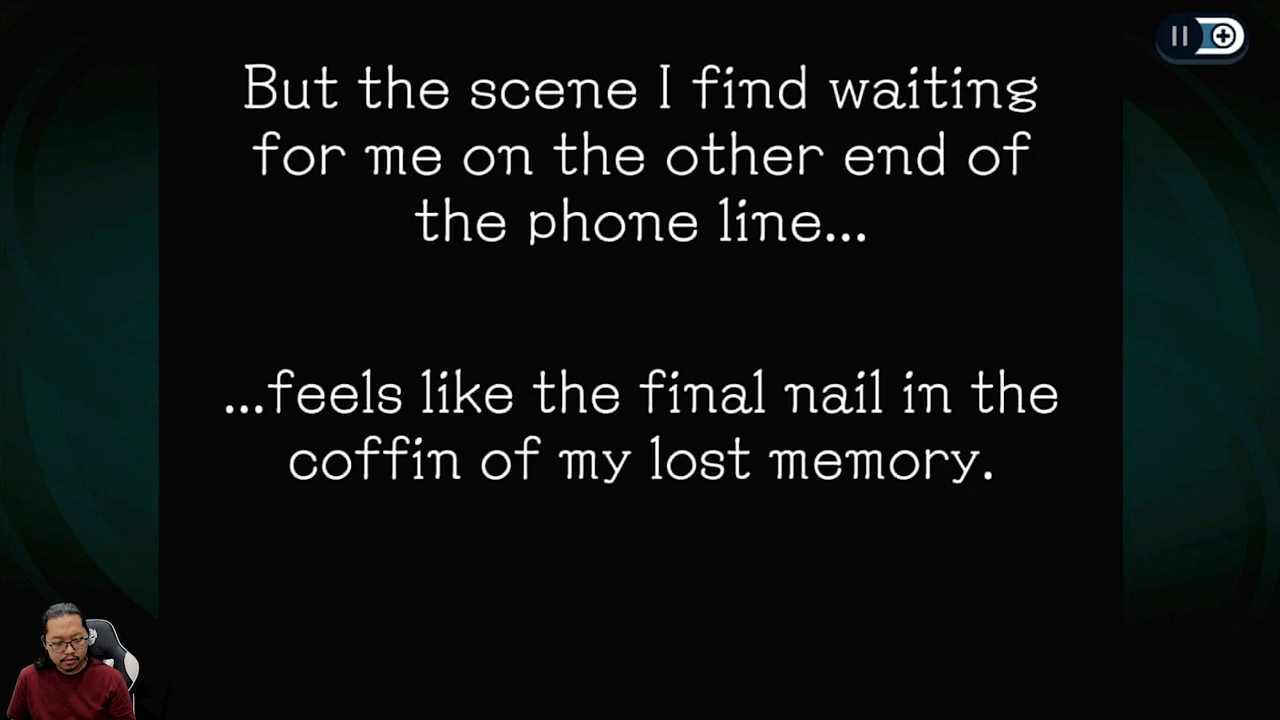 But the scene I find waiting
for me on the other end of
the phone line...
...feels like the final nail in the
coffin of my lost memory.